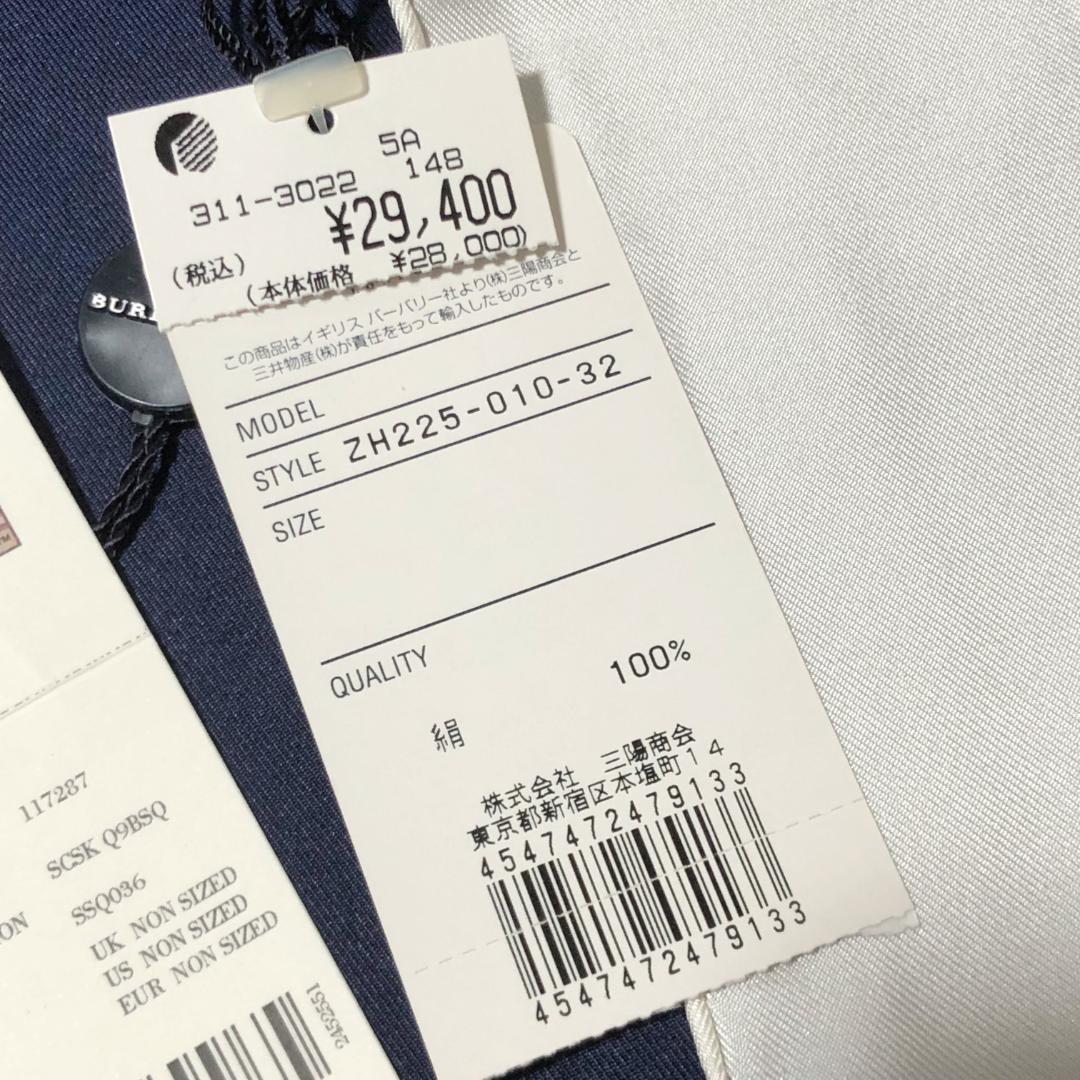 5A
148
311-3022
¥29,400
(税込)
(本体価格 ¥28,000)
この商品はイギリス バーバリー社より(株)三陽商会と
三井物産(株)が責任をもって輸入したものです。
MODEL
STYLE ZH225-010-32
SIZE
QUALITY
100%
絹
株式会社 三陽商会
東京都新宿区本塩町14
4547472479133
4547472479133
BUR
TM
117287
SCSK Q9BSQ
SSQ036
ON
UK NON SIZED
US NON SIZED
EUR NON SIZED
2452551